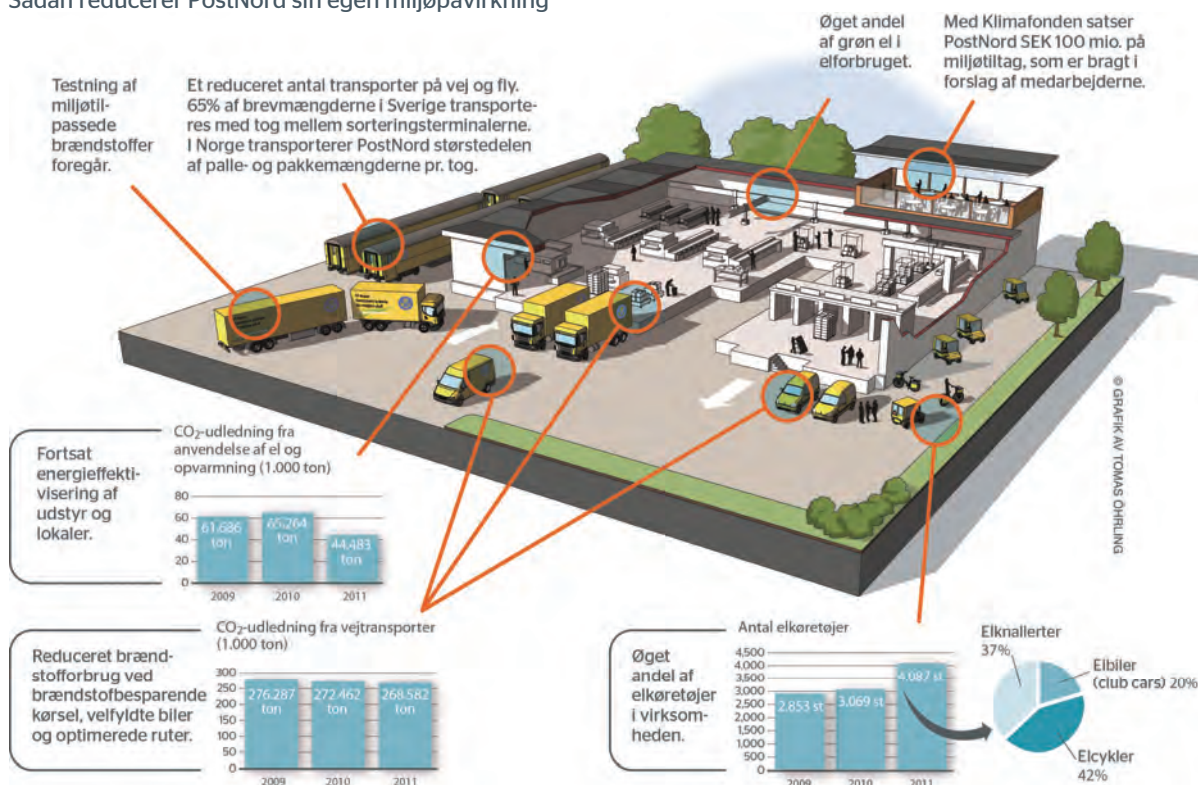 Sådan reducerer PostNord sin egen miljøpåvirkning
Testning af
miljøtil-
passede
brændstoffer
foregår.
Et reduceret antal transporter på vej og fly.
65% af brevmængderne i Sverige transporte-
res med tog mellem sorteringsterminalerne.
I Norge transporterer PostNord størstedelen
af palle- og pakkemængderne pr. tog.
Øget andel
af grøn el i
elforbruget.
Med Klimafonden satser
PostNord SEK 100 mio. på
miljøtiltag, som er bragt i
forslag af medarbejderne.
© GRAFIK AV TOMAS ÖHRLING
Fortsat
energieffekti-
visering af
udstyr og
lokaler.
CO₂-udledning fra
anvendelse af el og
opvarmning (1.000 ton)
80
60
40
20
0
61.686
ton
65.264
ton
44.483
ton
2009
2010
2011
Reduceret brænd-
stofforbrug ved
brændstofbesparende
kørsel, velfyldte biler
og optimerede ruter.
CO₂-udledning fra vejtransporter
(1.000 ton)
300
250
200
150
100
50
0
276.287
ton
272.462
ton
268.582
ton
2009
2010
2011
Øget
andel af
elkøretøjer
i virksom-
heden.
Antal elkøretøjer
4,500
4,000
3,500
3,000
2,500
2,000
1,500
1,000
500
0
2.853 st
3.069 st
4.087 st
2009
2010
2011
Elknallerter
37%
Elbiler
(club cars) 20%
Elcykler
42%